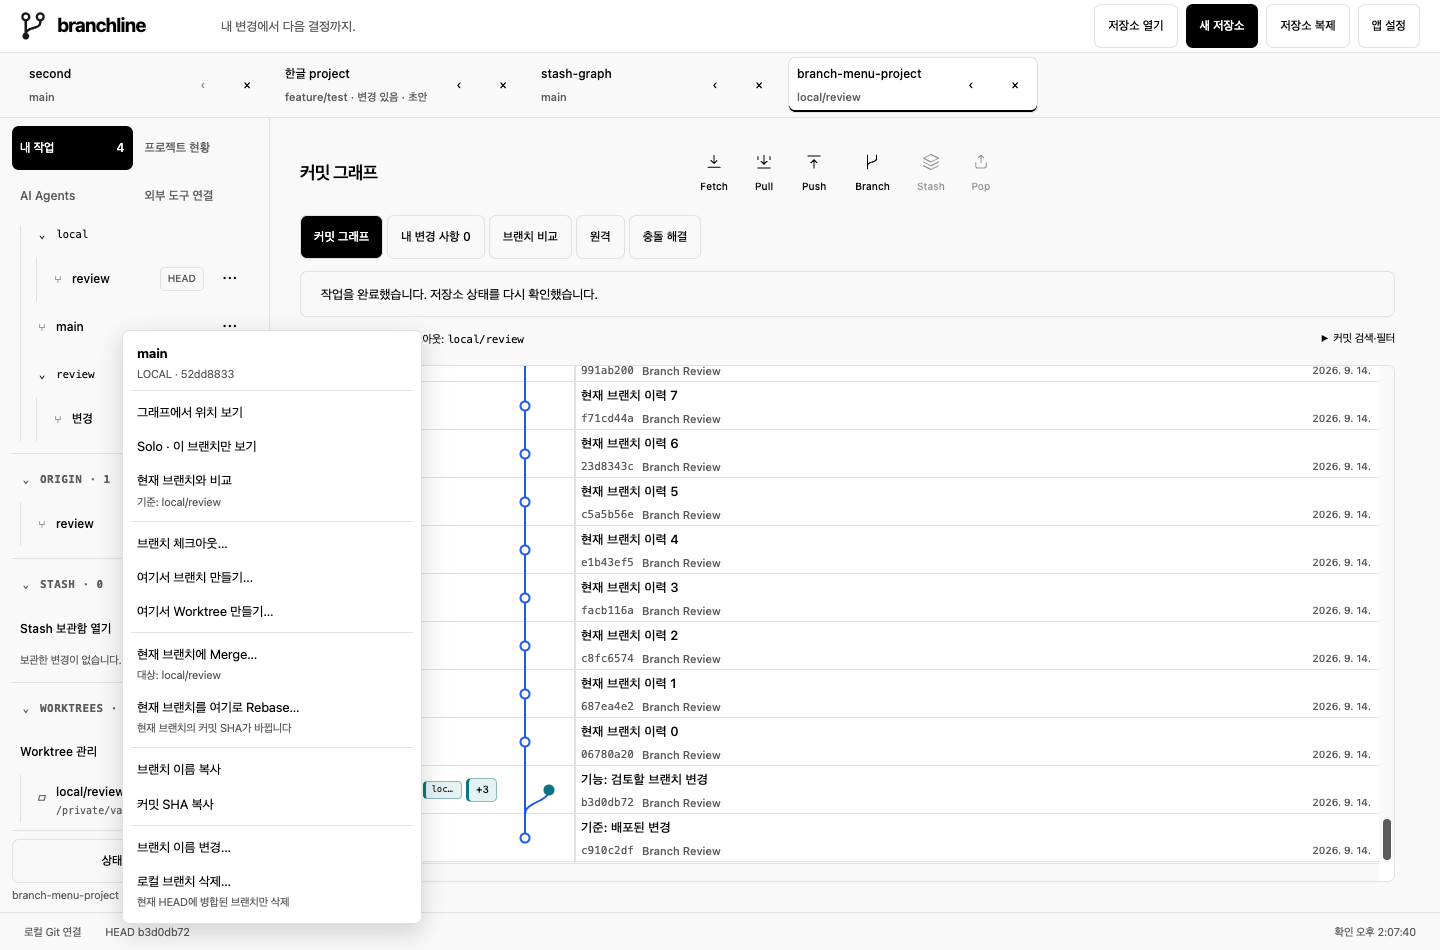 branchline
내 변경에서 다음 결정까지.
저장소 열기
새 저장소
저장소 복제
앱 설정
second
main
한글 project
feature/test · 변경 있음 · 초안
stash-graph
main
branch-menu-project
local/review
내 작업 4
프로젝트 현황
AI Agents
외부 도구 연결
local
review HEAD
main
review
변경
ORIGIN · 1
review
STASH · 0
Stash 보관함 열기
보관한 변경이 없습니다.
WORKTREES ·
Worktree 관리
local/review
/private/va
상태
branch-menu-project
main
LOCAL · 52dd8833
그래프에서 위치 보기
Solo · 이 브랜치만 보기
현재 브랜치와 비교
기준: local/review
브랜치 체크아웃...
여기서 브랜치 만들기...
여기서 Worktree 만들기...
현재 브랜치에 Merge...
대상: local/review
현재 브랜치를 여기로 Rebase...
현재 브랜치의 커밋 SHA가 바뀝니다
브랜치 이름 복사
커밋 SHA 복사
브랜치 이름 변경...
로컬 브랜치 삭제...
현재 HEAD에 병합된 브랜치만 삭제
커밋 그래프
Fetch
Pull
Push
Branch
Stash
Pop
커밋 그래프
내 변경 사항 0
브랜치 비교
원격
충돌 해결
작업을 완료했습니다. 저장소 상태를 다시 확인했습니다.
아웃: local/review
▶ 커밋 검색·필터
991ab200 Branch Review 2026. 9. 14.
현재 브랜치 이력 7
f71cd44a Branch Review 2026. 9. 14.
현재 브랜치 이력 6
23d8343c Branch Review 2026. 9. 14.
현재 브랜치 이력 5
c5a5b56e Branch Review 2026. 9. 14.
현재 브랜치 이력 4
e1b43ef5 Branch Review 2026. 9. 14.
현재 브랜치 이력 3
facb116a Branch Review 2026. 9. 14.
현재 브랜치 이력 2
c8fc6574 Branch Review 2026. 9. 14.
현재 브랜치 이력 1
687ea4e2 Branch Review 2026. 9. 14.
현재 브랜치 이력 0
06780a20 Branch Review 2026. 9. 14.
loc… +3
기능: 검토할 브랜치 변경
b3d0db72 Branch Review 2026. 9. 14.
기준: 배포된 변경
c910c2df Branch Review 2026. 9. 14.
로컬 Git 연결
HEAD b3d0db72
확인 오후 2:07:40